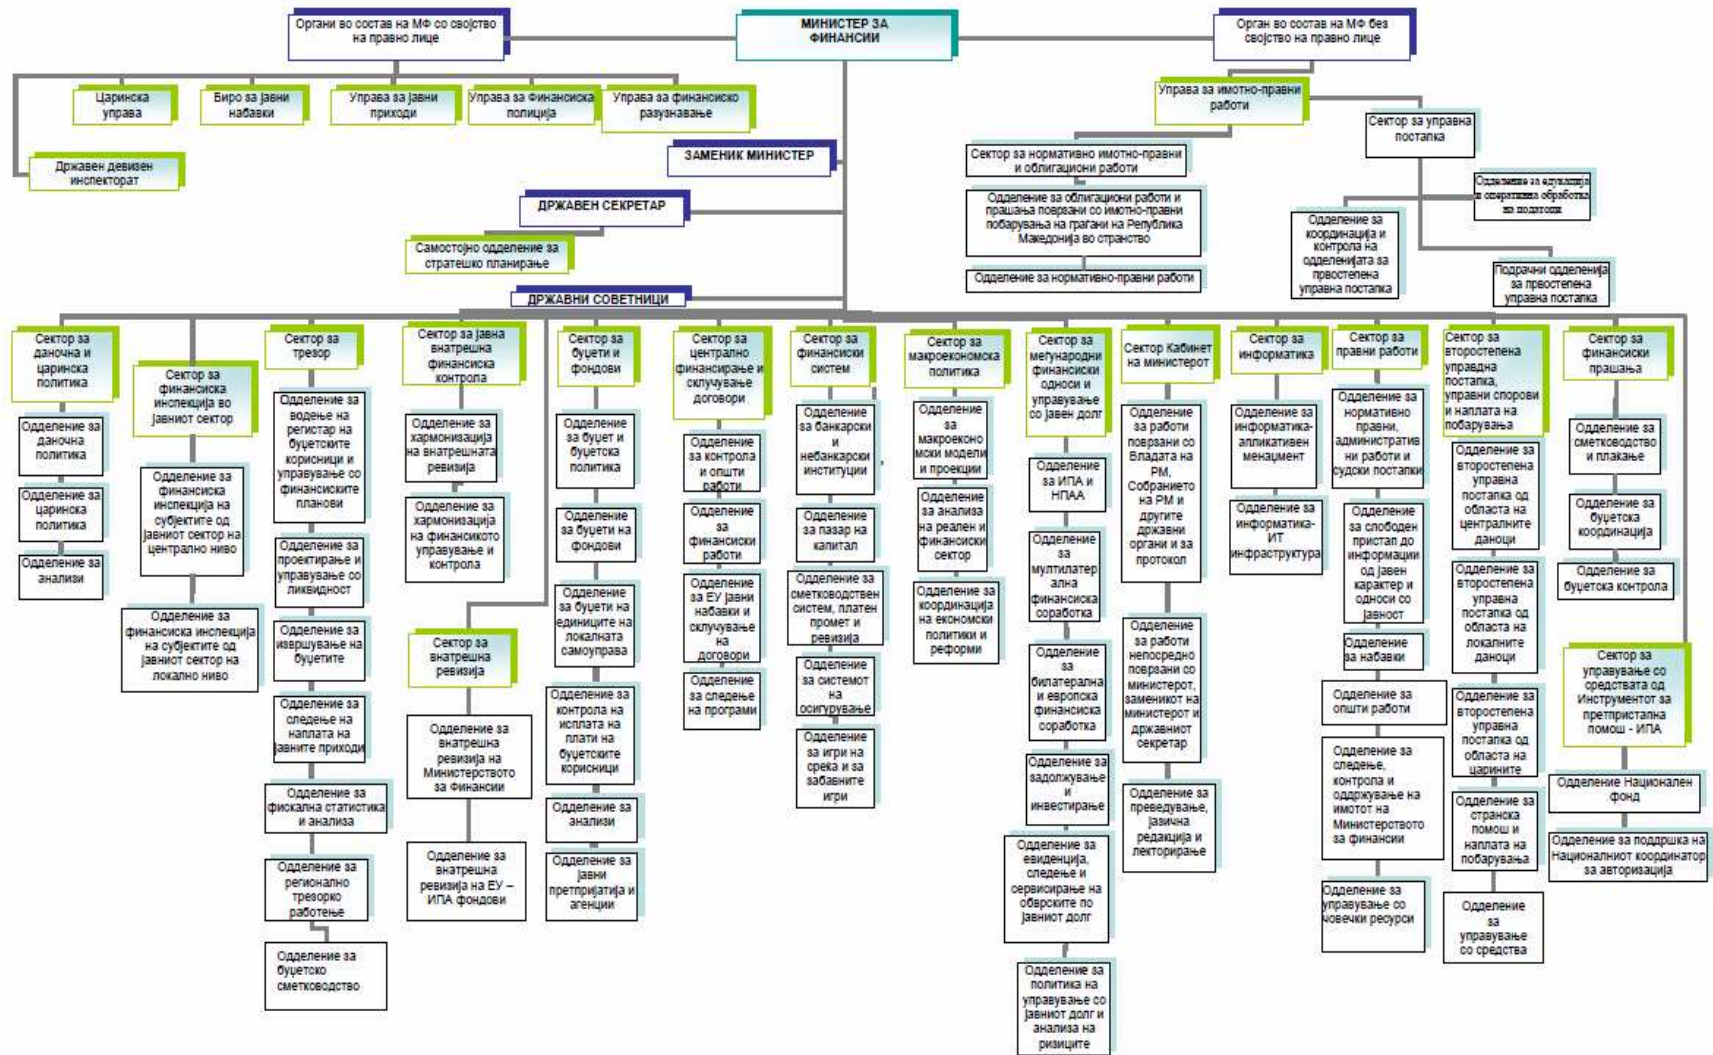 Органи во состав на МФ со својство
на правно лице
МИНИСТЕР ЗА
ФИНАНСИИ
Орган во состав на МФ без
својство на правно лице
Царинска
управа
Биро за јавни
набавки
Управа за јавни
приходи
Управа за Финансиска
полиција
Управа за финансиско
разузнавање
Државен девизен
инспекторат
Управа за имотно-правни
работи
Сектор за управна
постапка
ЗАМЕНИК МИНИСТЕР
Сектор за нормативно имотно-правни
и облигациони работи
Одделение за облигациони работи и
прашања поврзани со имотно-правни
побарувања на граѓани на Република
Македонија во странство
Одделение за нормативно-правни работи
Одделение за едукација
и оперативна обработка
на податоци
Одделение за
координација и
контрола на
одделенијата за
првостепена
управна постапка
Подрачни одделенија
за првостепена
управна постапка
ДРЖАВЕН СЕКРЕТАР
Самостојно одделение за
стратешко планирање
ДРЖАВНИ СОВЕТНИЦИ
Сектор за
даночна и
царинска
политика
Одделение за
даночна
политика
Одделение за
царинска
политика
Одделение за
анализи
Сектор за
финансиска
инспекција во
јавниот сектор
Одделение за
финансиска
инспекција на
субјектите од
јавниот сектор на
централно ниво
Одделение за
финансиска инспекција
на субјектите од
јавниот сектор на
локално ниво
Сектор за
трезор
Одделение за
водење на
регистар на
буџетските
корисници и
управување со
финансиските
планови
Одделение за
проектирање и
управување со
ликвидност
Одделение за
извршување на
буџетите
Одделение за
следење на
наплата на
јавните приходи
Одделение за
фискална статистика
и анализа
Одделение за
регионално
трезорко
работење
Одделение за
буџетско
сметководство
Сектор за јавна
внатрешна
финансиска
контрола
Одделение за
хармонизација
на внатрешната
ревизија
Одделение за
хармонизација
на финансикото
управување и
контрола
Сектор за
внатрешна
ревизија
Одделение за
внатрешна
ревизија на
Министерството
за Финансии
Одделение за
внатрешна
ревизија на ЕУ –
ИПА фондови
Сектор за
буџети и
фондови
Одделение
за буџет и
буџетска
политика
Одделение
за буџети на
фондови
Одделение
за буџети на
единиците на
локалната
самоуправа
Одделение за
контрола на
исплата на
плати на
буџетските
корисници
Одделение за
анализи
Одделение за
јавни
претпријатија и
агенции
Сектор за
централно
финансирање и
склучување
договори
Одделение
за контрола
и општи
работи
Одделение
за
финансиски
работи
Одделение
за ЕУ јавни
набавки и
склучување
на
договори
Одделение
за следење
на програми
Сектор за
финансиски
систем
Одделение
за банкарски
и
небанкарски
институции
Одделение
за пазар на
капитал
Одделение за
сметководствен
систем, платен
промет и
ревизија
Одделение
за системот
на
осигурување
Одделение
за игри на
среќа и за
забавните
игри
Сектор за
макроекономска
политика
Одделение
за
макроеконо
мски модели
и проекции
Одделение
за анализа
на реален и
финансиски
сектор
Одделение за
координација
на економски
политики и
реформи
Сектор за
меѓународни
финансиски
односи и
управување
со јавен долг
Одделение
за ИПА и
НПАА
Одделение
за
мултилатер
ална
финансиска
соработка
Одделение
за
билатерална
и европска
финансиска
соработка
Одделение за
задолжување
и
инвестирање
Одделение за
евиденција,
следење и
сервисирање на
обврските по
јавниот долг
Одделение за
политика на
управување со
јавниот долг и
анализа на
ризиците
Сектор Кабинет
на министерот
Одделение за
работи
поврзани со
Владата на
РМ,
Собранието
на РМ и
другите
државни
органи и за
протокол
Одделение
за работи
непосредно
поврзани со
министерот,
заменикот на
министерот и
државниот
секретар
Одделение за
преведување,
јазична
редакција и
лекторирање
Сектор за
информатика
Одделение за
информатика-
апликативен
менаџмент
Одделение за
информатика-
ИТ
инфраструктура
Сектор за
правни работи
Одделение за
нормативно
правни,
административ
ни работи и
судски постапки
Одделение
за слободен
пристап до
информации
од јавен
карактер и
односи со
јавност
Одделение
за набавки
Одделение за
општи работи
Одделение за
следење,
контрола и
оддржување на
имотот на
Министерството
за финансии
Одделение за
управување со
човечки ресурси
Сектор за
второстепена
управдна
постапка,
управни спорови
и наплата на
побарувања
Одделение за
второстепена
управна
постапка од
областа на
централните
даноци
Одделение за
второстепена
управна
постапка од
областа на
локалните
даноци
Одделение за
второстепена
управна
постапка од
областа на
царините
Одделение за
странска
помош и
наплата на
побарувања
Одделение
за
управување
со средства
Сектор за
финансиски
прашања
Одделение за
сметководство
и плаќање
Одделение за
буџетска
координација
Одделение за
буџетска контрола
Сектор за
управување со
средствата од
Инструментот за
претпристапна
помош - ИПА
Одделение Национален
фонд
Одделение за поддршка на
Националниот координатор
за авторизација